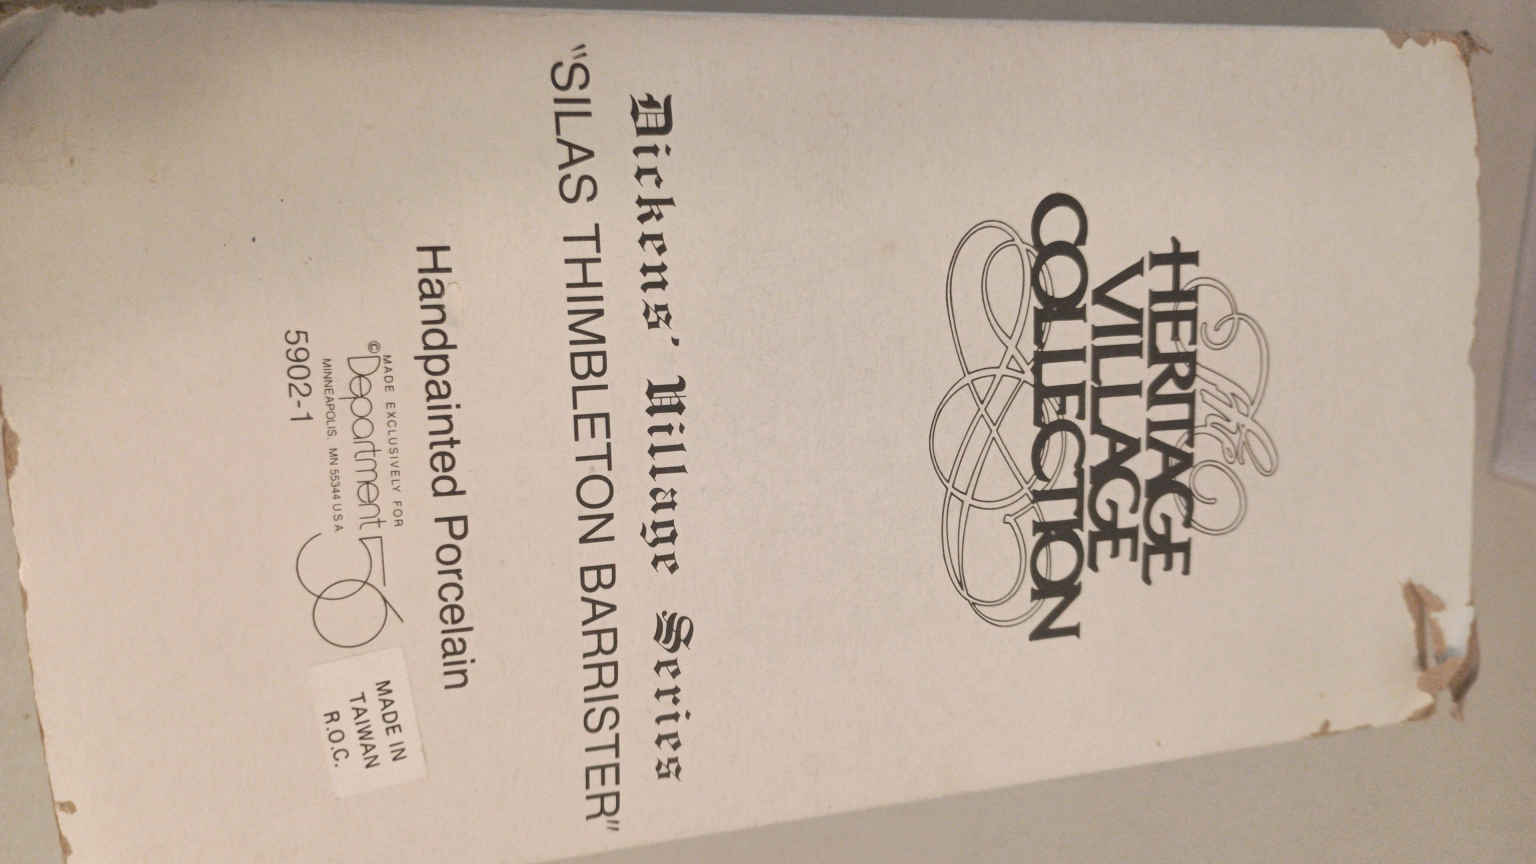 The
HERITAGE
VILLAGE
COLLECTION
Dickens' Village Series
"SILAS THIMBLETON BARRISTER"
Handpainted Porcelain
MADE EXCLUSIVELY FOR
©Department 56
MINNEAPOLIS, MN 55344 USA
5902-1
MADE IN
TAIWAN
R.O.C.